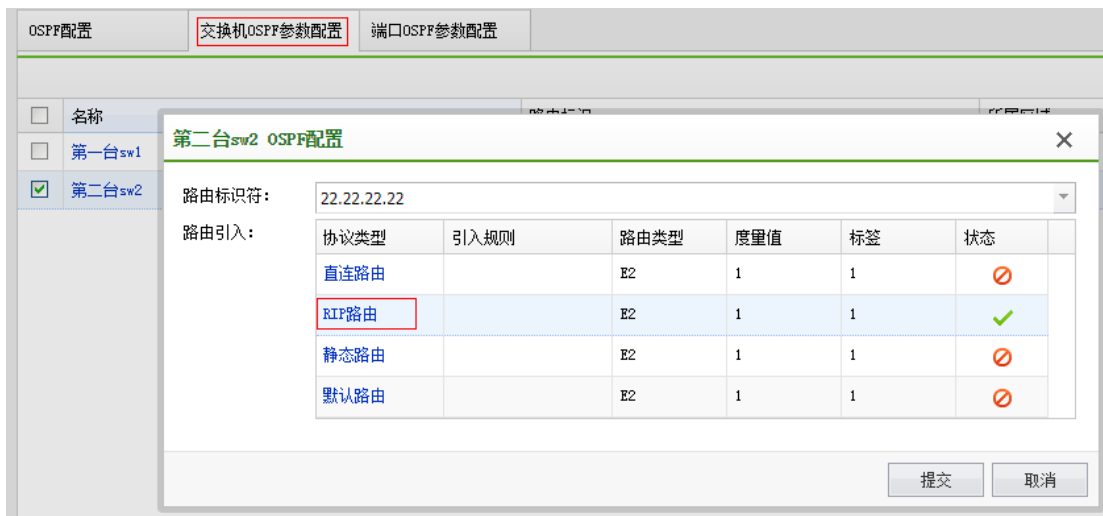 OSPF配置 交换机OSPF参数配置 端口OSPF参数配置
名称
第一台sw1
第二台sw2
第二台sw2 OSPF配置
路由标识符： 22.22.22.22
路由引入：
协议类型 引入规则 路由类型 度量值 标签 状态
直连路由 E2 1 1
RIP路由 E2 1 1
静态路由 E2 1 1
默认路由 E2 1 1
提交 取消